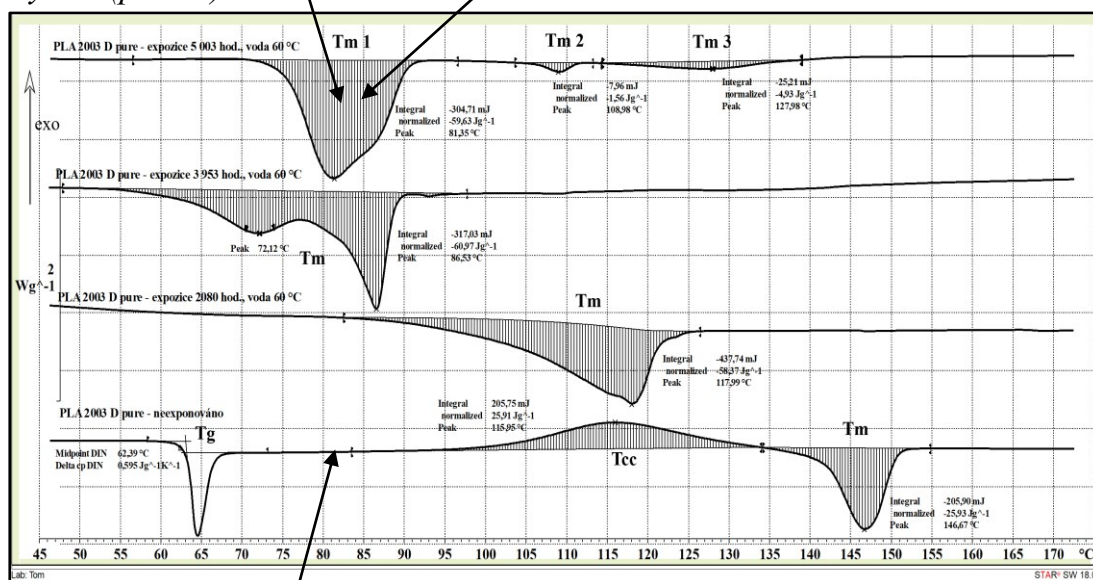 Tm 1
Tm 2
Tm 3
PLA 2003 D pure - expozice 5 003 hod., voda 60 °C
exo
Integral -304,71 mJ
normalized -59,63 Jg^-1
Peak 81,35 °C
Integral -7,96 mJ
normalized -1,56 Jg^-1
Peak 108,98 °C
Integral -25,21 mJ
normalized -4,93 Jg^-1
Peak 127,98 °C
PLA 2003 D pure - expozice 3 953 hod., voda 60 °C
Peak 72,12 °C
Tm
Integral -317,03 mJ
normalized -60,97 Jg^-1
Peak 86,53 °C
2
Wg^-1
PLA 2003 D pure - expozice 2080 hod., voda 60 °C
Tm
Integral -437,74 mJ
normalized -58,37 Jg^-1
Peak 117,99 °C
PLA 2003 D pure - neexponováno
Tg
Midpoint DIN 62,39 °C
Delta cp DIN 0,595 Jg^-1K^-1
Integral 205,75 mJ
normalized 25,91 Jg^-1
Peak 115,95 °C
Tcc
Tm
Integral -205,90 mJ
normalized -25,93 Jg^-1
Peak 146,67 °C
45 50 55 60 65 70 75 80 85 90 95 100 105 110 115 120 125 130 135 140 145 150 155 160 165 170 °C
Lab: Tom
STAR SW 18.